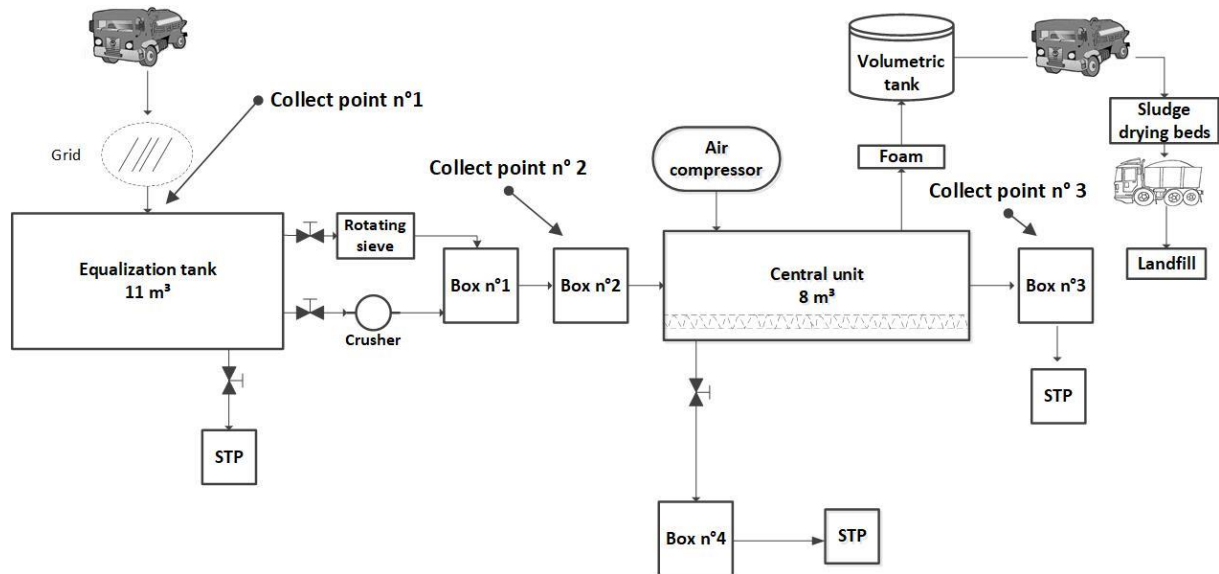 Collect point n°1
Grid
Equalization tank
11 m³
Rotating
sieve
Crusher
STP
Box n°1
Collect point n° 2
Box n°2
Air
compressor
Central unit
8 m³
Foam
Volumetric
tank
Collect point n° 3
Box n°3
STP
Box n°4
STP
Sludge
drying beds
Landfill